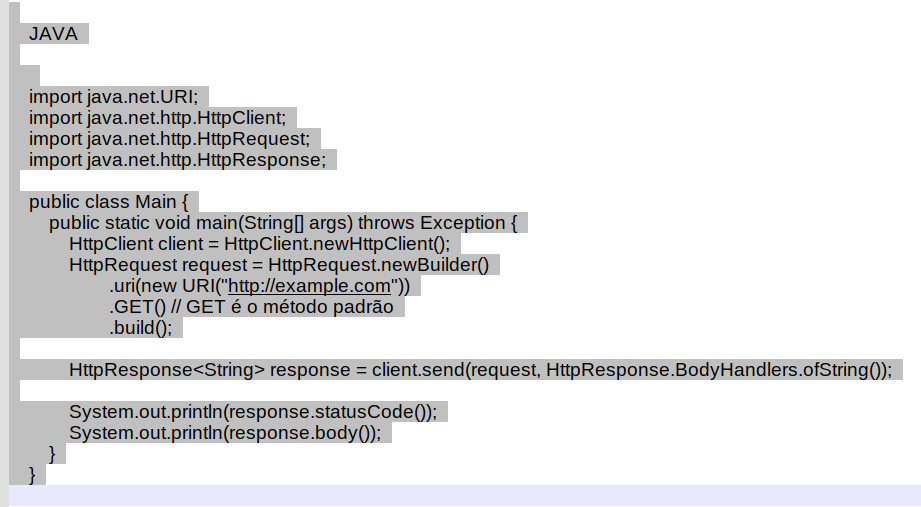 JAVA
import java.net.URI;
import java.net.http.HttpClient;
import java.net.http.HttpRequest;
import java.net.http.HttpResponse;
public class Main {
public static void main(String[] args) throws Exception {
HttpClient client = HttpClient.newHttpClient();
HttpRequest request = HttpRequest.newBuilder()
.uri(new URI("http://example.com"))
.GET() // GET é o método padrão
.build();
HttpResponse<String> response = client.send(request, HttpResponse.BodyHandlers.ofString());
System.out.println(response.statusCode());
System.out.println(response.body());
}
}